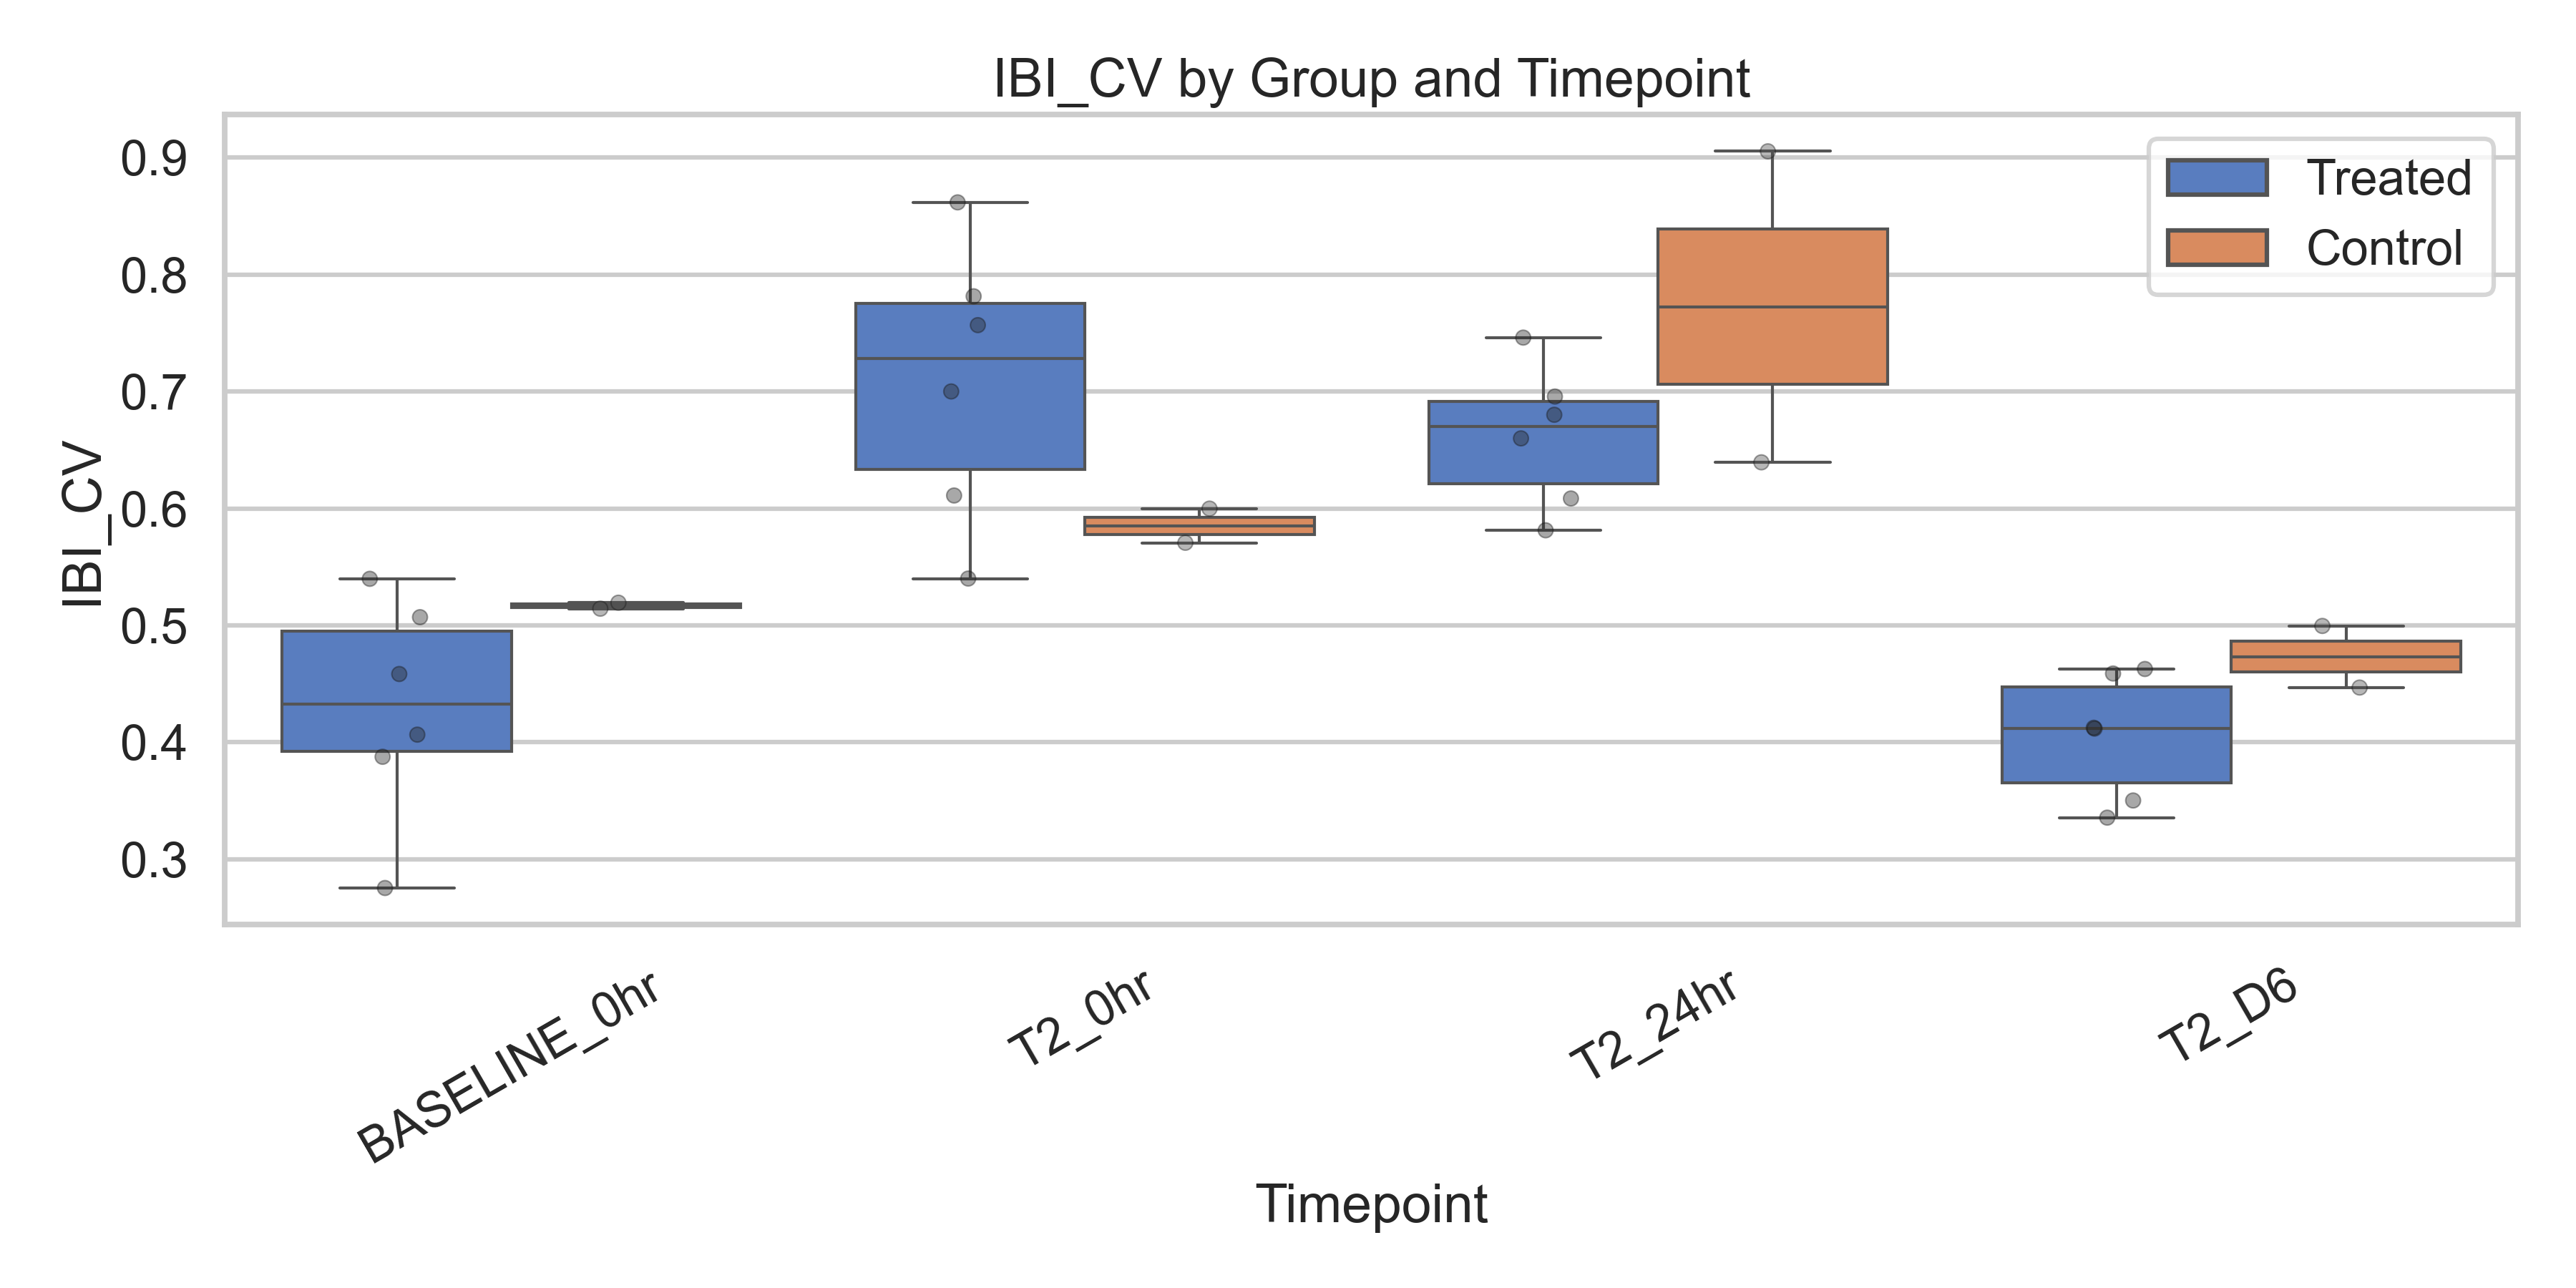 IBI_CV by Group and Timepoint
IBI_CV
0.9
0.8
0.7
0.6
0.5
0.4
0.3
Treated
Control
BASELINE_0hr
T2_0hr
T2_24hr
T2_D6
Timepoint